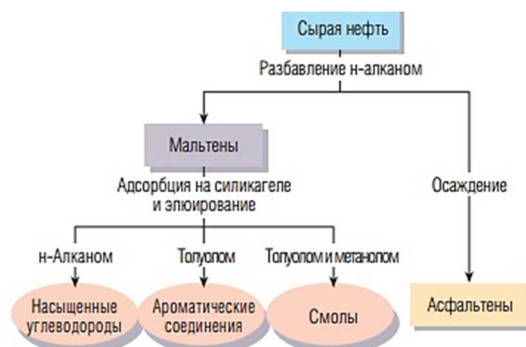 Сырая нефть
Разбавление н-алканом
Мальтены
Адсорбция на силикагеле
и элюирование
Осаждение
н-Алканом
Толуолом
Толуолом и метанолом
Насыщенные
углеводороды
Ароматические
соединения
Смолы
Асфальтены